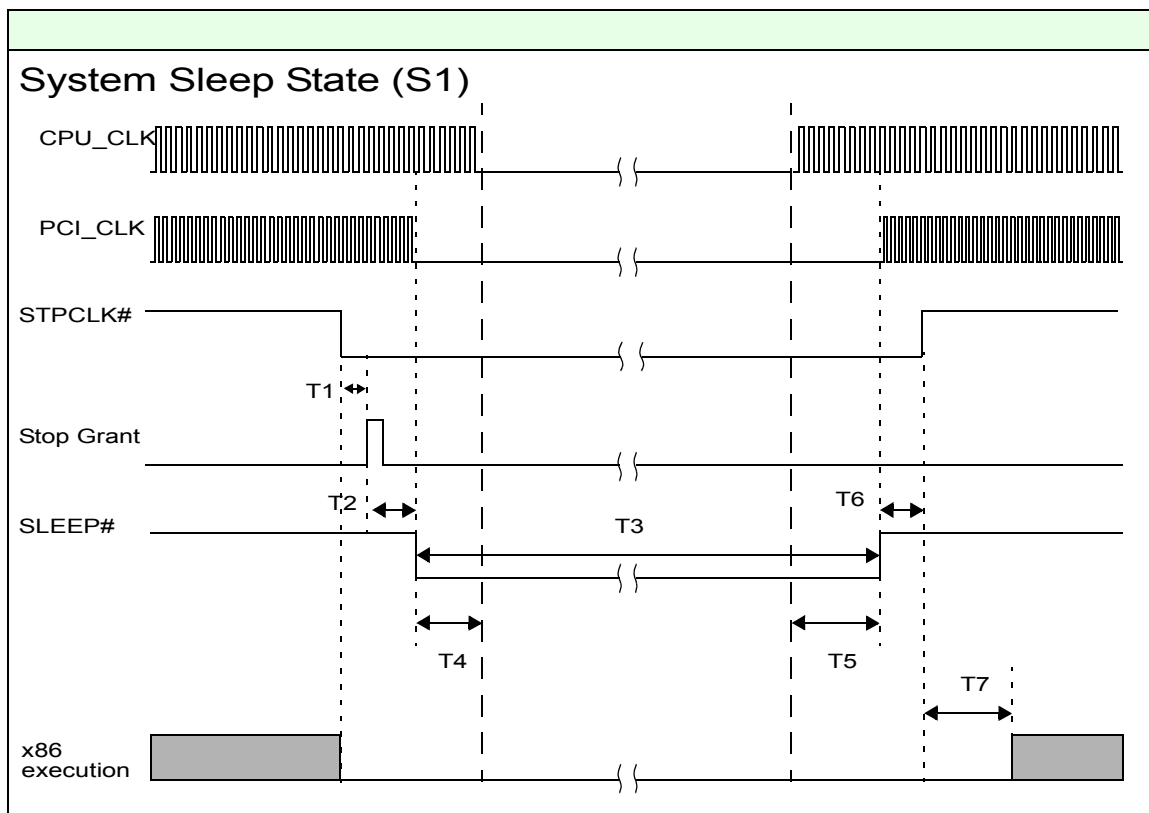 System Sleep State (S1)
CPU_CLK
PCI_CLK
STPCLK#
T1
Stop Grant
T2
T6
SLEEP#
T3
T4
T5
T7
x86
execution